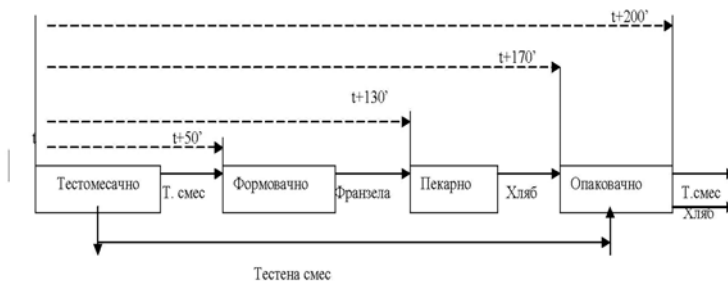 t+200’
t+170’
t+130’
t
t+50’
Тестомесачно
Т. смес
Формовачно
Франзела
Пекарно
Хляб
Опаковачно
Т.смес
Хляб
Тестена смес